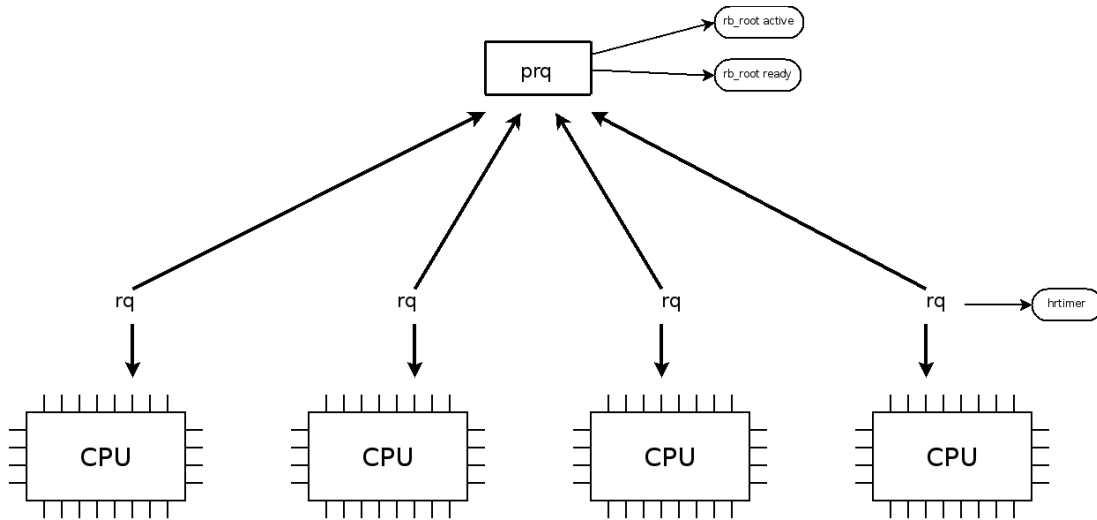 rb_root active
prq
rb_root ready
rq
rq
rq
rq
hrtimer
CPU
CPU
CPU
CPU